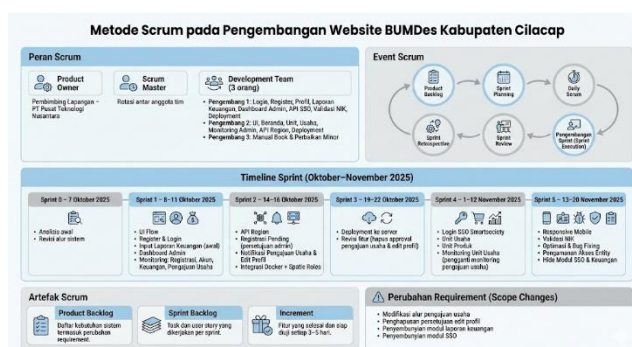 Metode Scrum pada Pengembangan Website BUMDes Kabupaten Cilacap
Peran Scrum
Product
Owner
Pembimbing Lapangan –
PT Pusat Teknologi
Nusantara
Scrum
Master
Rotasi antar anggota tim
Development Team
(3 orang)
• Pengembang 1: Login, Register, Profil, Laporan
Keuangan, Dashboard Admin, API SSO, Validasi NIK,
Deployment
• Pengembang 2: UI, Beranda, Unit, Usaha,
Monitoring Admin, API Region, Deployment
• Pengembang 3: Manual Book & Perbaikan Minor
Event Scrum
Product
Backlog
Sprint
Planning
Daily
Scrum
Pengembangan
Sprint (Sprint
Execution)
Sprint
Review
Sprint
Retrospective
Timeline Sprint (Oktober–November 2025)
Sprint 0 – 7 Oktober 2025
• Analisis awal
• Revisi alur sistem
Sprint 1 – 8–11 Oktober 2025
• UI Flow
• Register & Login
• Input Laporan Keuangan (awal)
• Dashboard Admin
• Monitoring: Registrasi, Akun,
Keuangan, Pengajuan Usaha
Sprint 2 – 14–16 Oktober 2025
• API Region
• Registrasi Pending
(persetujuan admin)
• Notifikasi Pengajuan Usaha &
Edit Profil
• Integrasi Docker + Spatie Roles
Sprint 3 – 19–22 Oktober 2025
• Deployment ke server
• Revisi fitur (hapus approval
pengajuan usaha & edit profil)
Sprint 4 – 1–12 November 2025
• Login SSO Smartsociety
• Unit Usaha
• Unit Produk
• Monitoring Unit Usaha
(pengganti monitoring
pengajuan usaha)
Sprint 5 – 13–20 November 2025
• Responsive Mobile
• Validasi NIK
• Optimasi & Bug Fixing
• Pengamanan Akses Entity
• Hide Modul SSO & Keuangan
Artefak Scrum
Product Backlog
Daftar kebutuhan sistem
termasuk perubahan
requirement.
Sprint Backlog
Task dan user story yang
dikerjakan per sprint.
Increment
Fitur yang selesai dan siap
diuji setiap 3–5 hari.
Perubahan Requirement (Scope Changes)
• Modifikasi alur pengajuan usaha
• Penghapusan persetujuan edit profil
• Penyembunyian modul laporan keuangan
• Penyembunyian modul SSO